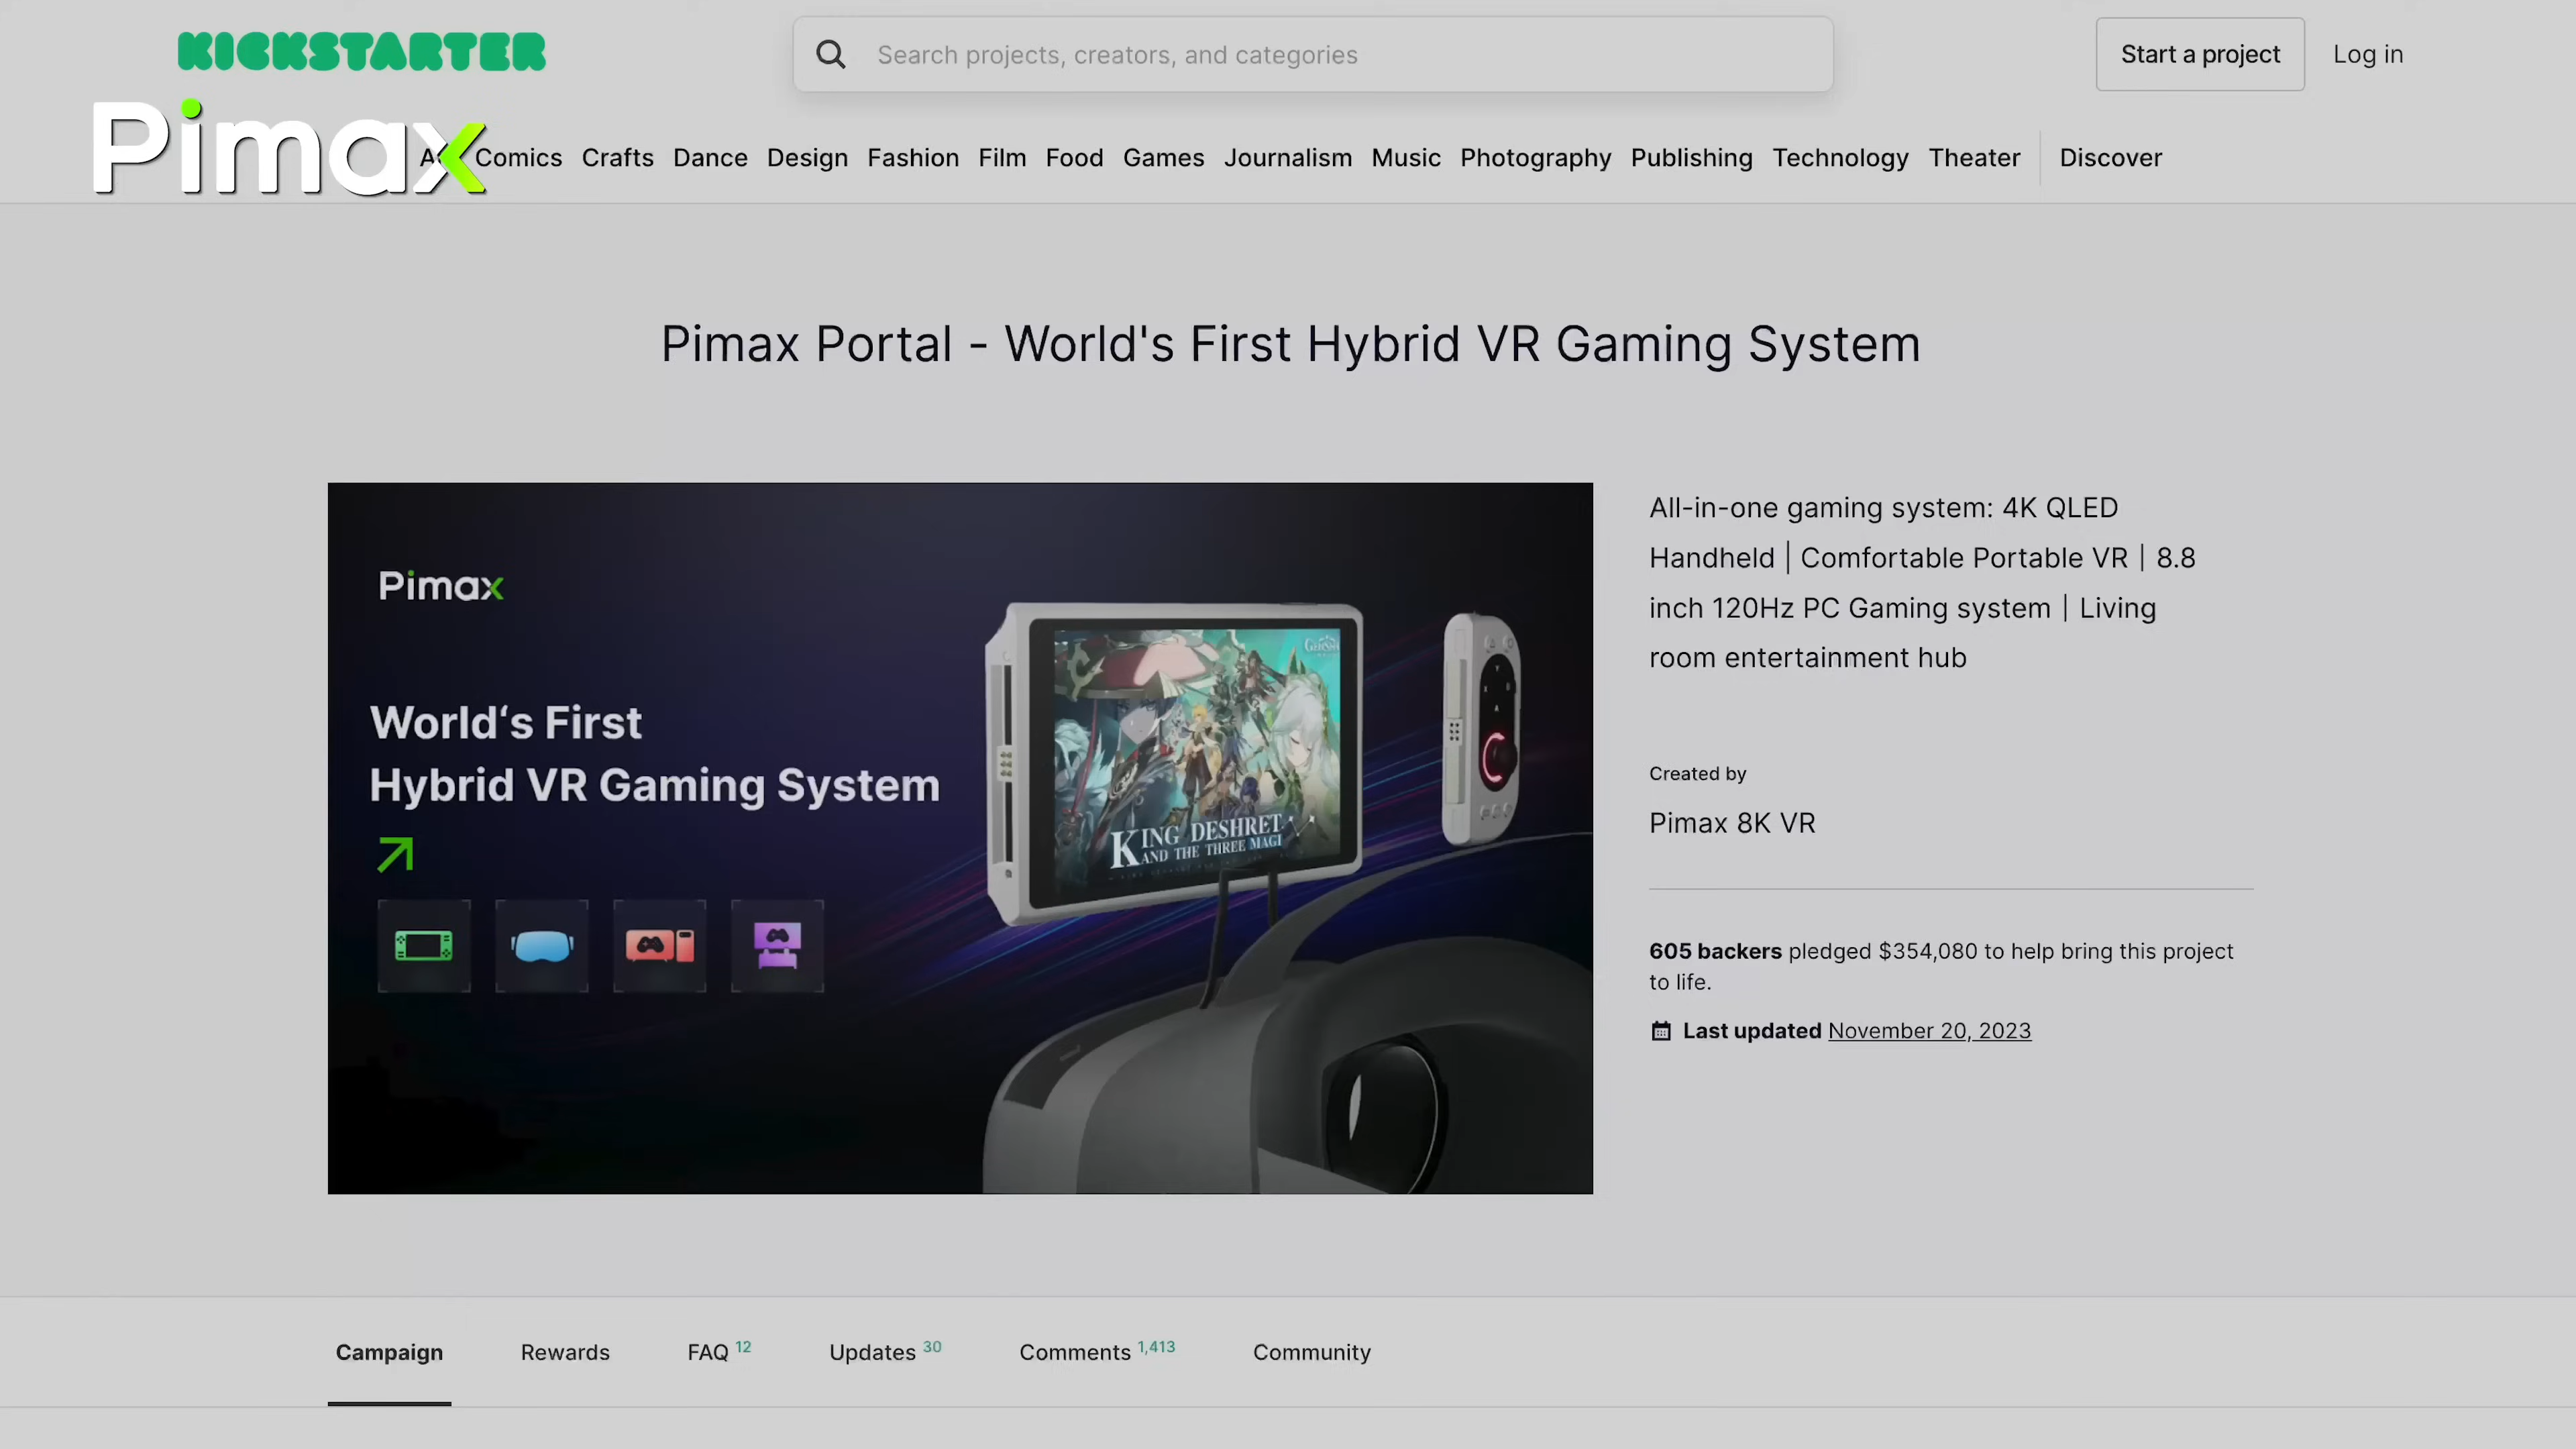 KICKSTARTER
Search projects, creators, and categories
Start a project
Log in
Pimax
Comics Crafts Dance Design Fashion Film Food Games Journalism Music Photography Publishing Technology Theater Discover
Pimax Portal - World's First Hybrid VR Gaming System
Pimax
World‘s First
Hybrid VR Gaming System
GENSHIN
KING DESHRET
AND THE THREE MAGI
All-in-one gaming system: 4K QLED
Handheld | Comfortable Portable VR | 8.8
inch 120Hz PC Gaming system | Living
room entertainment hub
Created by
Pimax 8K VR
605 backers pledged $354,080 to help bring this project
to life.
Last updated November 20, 2023
Campaign Rewards FAQ 12 Updates 30 Comments 1,413 Community